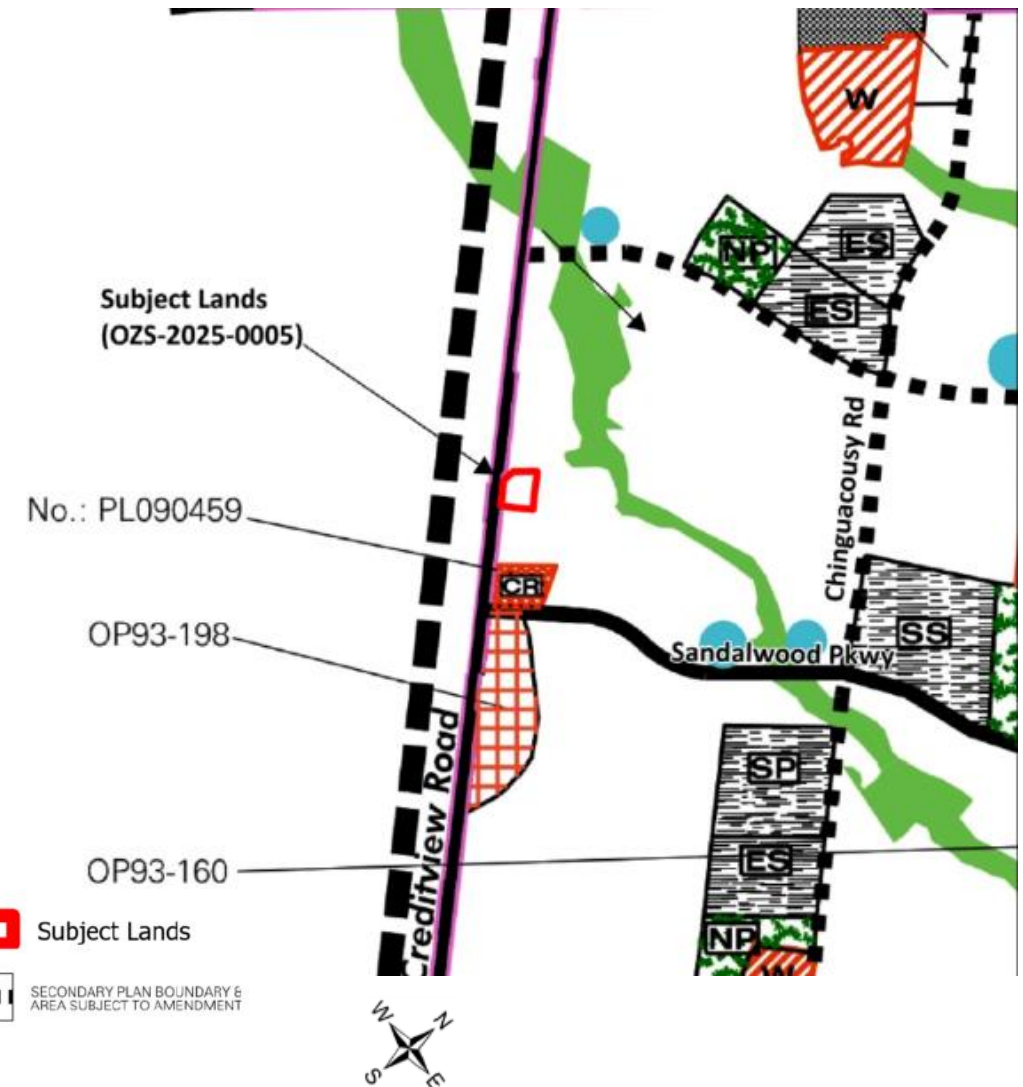 W
NP
ES
ES
Subject Lands
(OZS-2025-0005)
Chinguacousy Rd
No.: PL090459
CR
OP93-198
SS
Sandalwood Pkwy
SP
Creditview Road
OP93-160
ES
NP
W
Subject Lands
SECONDARY PLAN BOUNDARY &
AREA SUBJECT TO AMENDMENT
W
N
S
E